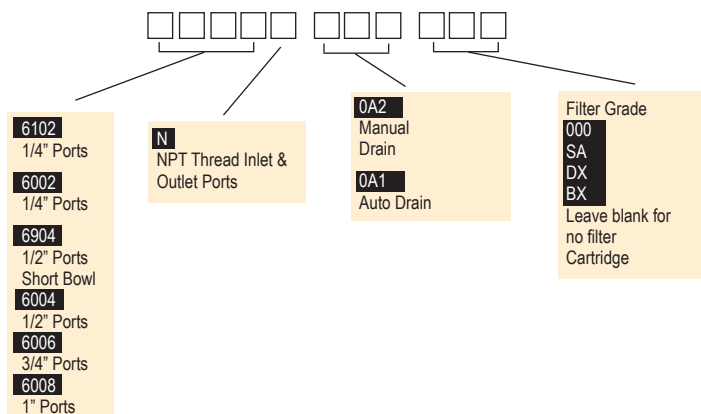 6102
1/4” Ports
6002
1/4” Ports
6904
1/2” Ports
Short Bowl
6004
1/2” Ports
6006
3/4” Ports
6008
1” Ports
N
NPT Thread Inlet &
Outlet Ports
0A2
Manual
Drain
0A1
Auto Drain
Filter Grade
000
SA
DX
BX
Leave blank for
no filter
Cartridge